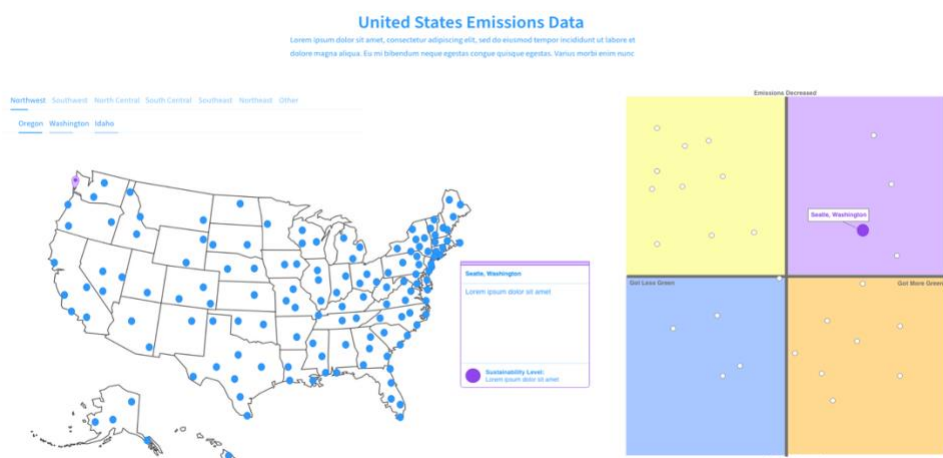 United States Emissions Data
Lorem ipsum dolor sit amet, consectetur adipiscing elit, sed do eiusmod tempor incididunt ut labore et
dolore magna aliqua. Eu mi bibendum neque egestas congue quisque egestas. Varius morbi enim nunc
Northwest Southwest North Central South Central Southeast Northeast Other
Oregon Washington Idaho
Seatle, Washington
Lorem ipsum dolor sit amet
Sustainability Level:
Lorem ipsum dolor sit amet
Emissions Decreased
Seatle, Washington
Got Less Green
Got More Green